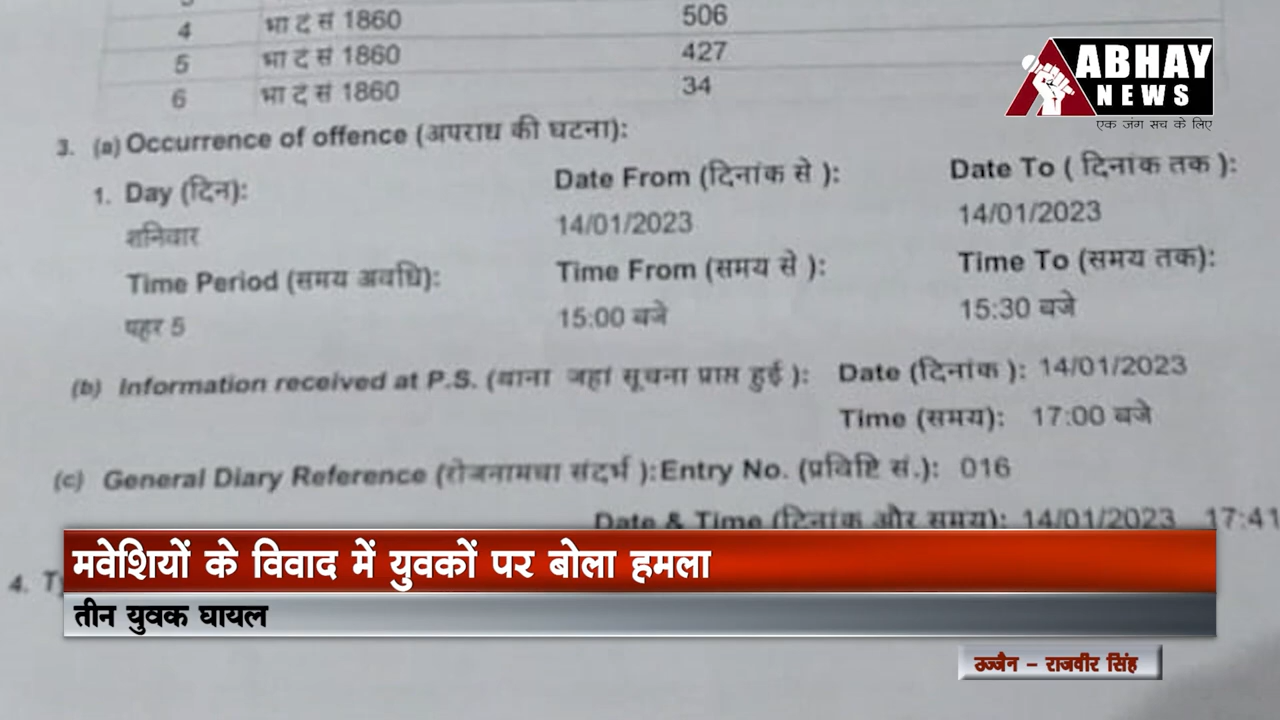 4 भा दं सं 1860 506
5 भा दं सं 1860 427
6 भा दं सं 1860 34
ABHAY
NEWS
एक जंग सच के लिए
3. (a) Occurrence of offence (अपराध की घटना):
1. Day (दिन): Date From (दिनांक से ): Date To ( दिनांक तक ):
शनिवार 14/01/2023 14/01/2023
Time Period (समय अवधि): Time From (समय से ): Time To (समय तक):
पहर 5 15:00 बजे 15:30 बजे
(b) Information received at P.S. (थाना जहां सूचना प्राप्त हुई ): Date (दिनांक ): 14/01/2023
Time (समय): 17:00 बजे
(c) General Diary Reference (रोजनामचा संदर्भ ): Entry No. (प्रविष्टि सं.): 016
Date & Time (दिनांक और समय): 14/01/2023 17:41
4.
मवेशियों के विवाद में युवकों पर बोला हमला
तीन युवक घायल
उज्जैन - राजवीर सिंह